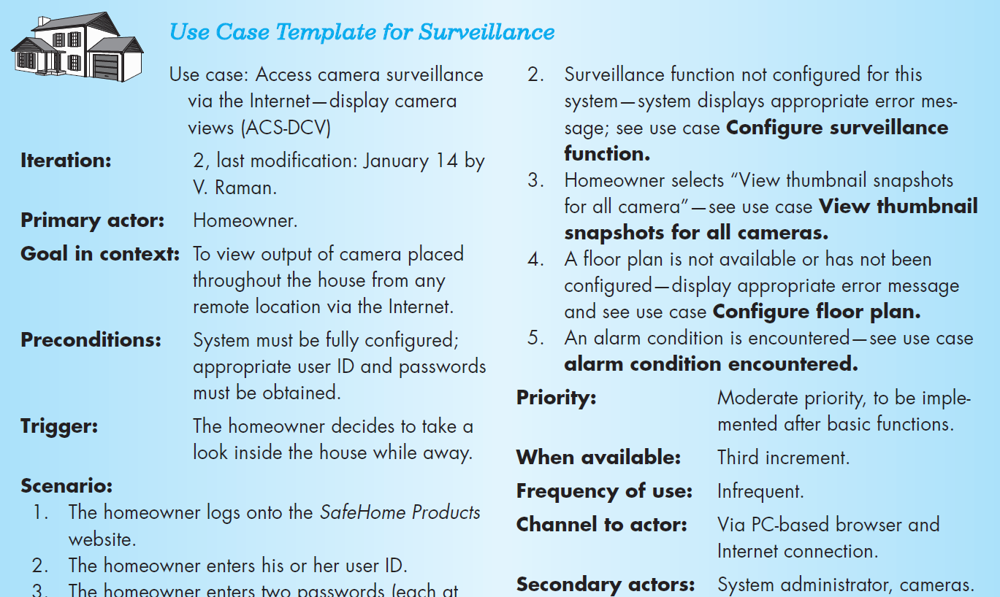 Use Case Template for Surveillance
Use case: Access camera surveillance
via the Internet—display camera
views (ACS-DCV)
Iteration: 2, last modification: January 14 by
V. Raman.
Primary actor: Homeowner.
Goal in context: To view output of camera placed
throughout the house from any
remote location via the Internet.
Preconditions: System must be fully configured;
appropriate user ID and passwords
must be obtained.
Trigger: The homeowner decides to take a
look inside the house while away.
Scenario:
1. The homeowner logs onto the SafeHome Products
website.
2. The homeowner enters his or her user ID.
3. The homeowner enters two passwords (each at
2. Surveillance function not configured for this
system—system displays appropriate error mes-
sage; see use case Configure surveillance
function.
3. Homeowner selects “View thumbnail snapshots
for all camera”—see use case View thumbnail
snapshots for all cameras.
4. A floor plan is not available or has not been
configured—display appropriate error message
and see use case Configure floor plan.
5. An alarm condition is encountered—see use case
alarm condition encountered.
Priority: Moderate priority, to be imple-
mented after basic functions.
When available: Third increment.
Frequency of use: Infrequent.
Channel to actor: Via PC-based browser and
Internet connection.
Secondary actors: System administrator, cameras.